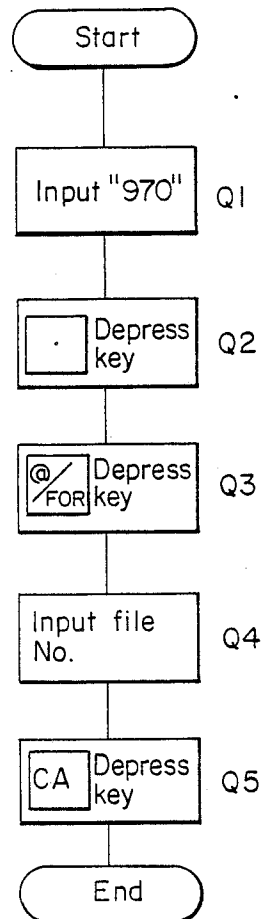 Start
Input "970"
Q1
. Depress
key
Q2
@/FOR Depress
key
Q3
Input file
No.
Q4
CA Depress
key
Q5
End